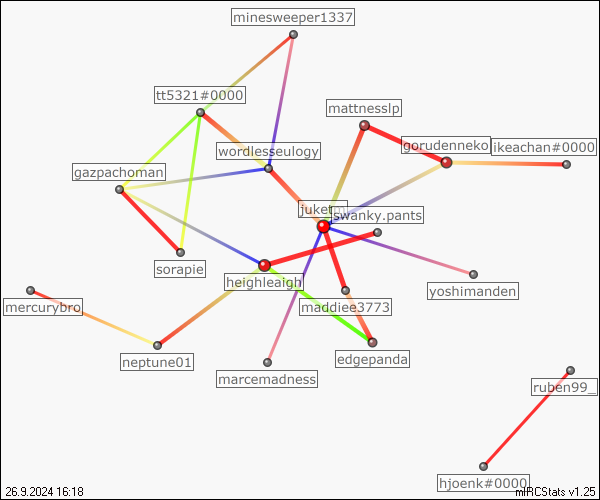 minesweeper1337
tt5321#0000
mattnesslp
wordlesseulogy
gorudenneko
ikeachan#0000
gazpachoman
swanky.pants
sorapie
heighleaigh
yoshimanden
mercurybro
maddiee3773
neptune01
edgepanda
marcemadness
ruben99_
hjoenk#0000
26.9.2024 16:18
mIRCStats v1.25